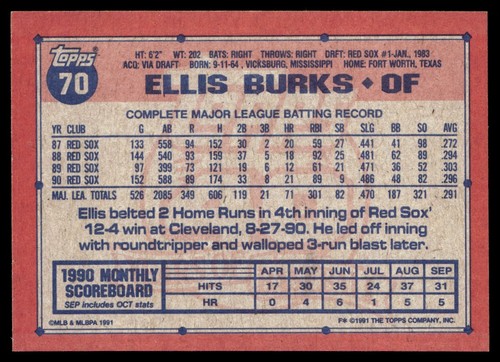 Topps
70
HT: 6'2" WT: 202 BATS: RIGHT THROWS: RIGHT DRFT: RED SOX #1-JAN., 1983
ACQ: VIA DRAFT BORN: 9-11-64, VICKSBURG, MISSISSIPPI HOME: FORT WORTH, TEXAS
ELLIS BURKS • OF
COMPLETE MAJOR LEAGUE BATTING RECORD
YR CLUB G AB R H 2B 3B HR RBI SB SLG BB SO AVG
87 RED SOX 133 558 94 152 30 2 20 59 27 .441 41 98 .272
88 RED SOX 144 540 93 159 37 5 18 92 25 .481 62 89 .294
89 RED SOX 97 399 73 121 19 6 12 61 21 .471 36 52 .303
90 RED SOX 152 588 89 174 33 8 21 89 9 .486 48 82 .296
MAJ. LEA. TOTALS 526 2085 349 606 119 21 71 301 82 .470 187 321 .291
Ellis belted 2 Home Runs in 4th inning of Red Sox'
12-4 win at Cleveland, 8-27-90. He led off inning
with roundtripper and walloped 3-run blast later.
1990 MONTHLY
SCOREBOARD
SEP includes OCT stats
APR MAY JUN JUL AUG SEP
HITS 17 30 35 24 37 31
HR 0 4 6 1 5 5
©MLB & MLBPA 1991
F* ©1991 THE TOPPS COMPANY, INC.